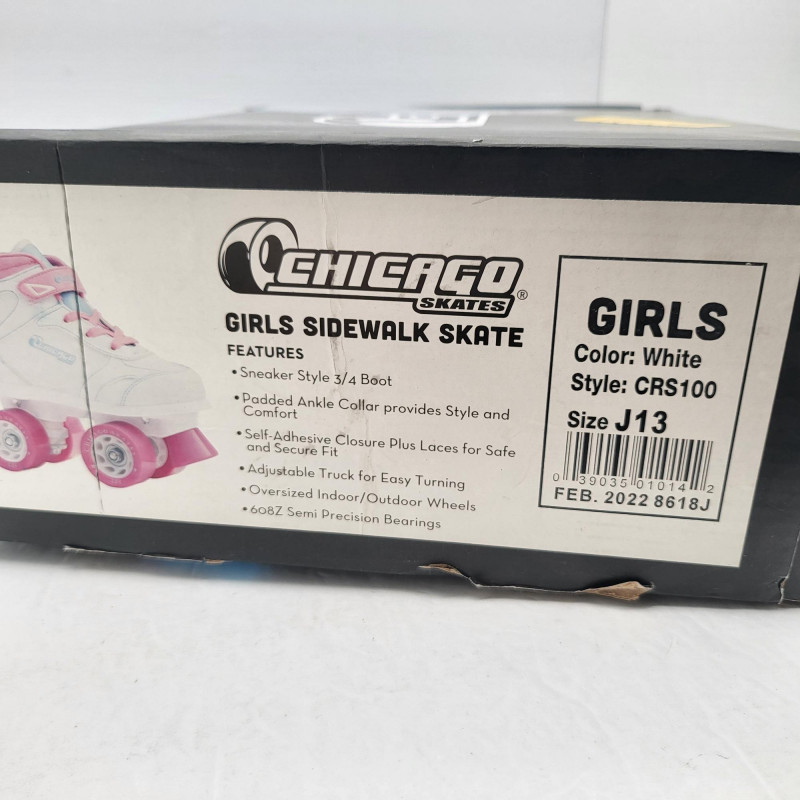 CHICAGO
SKATES®
GIRLS SIDEWALK SKATE
FEATURES
• Sneaker Style 3/4 Boot
• Padded Ankle Collar provides Style and
Comfort
• Self-Adhesive Closure Plus Laces for Safe
and Secure Fit
• Adjustable Truck for Easy Turning
• Oversized Indoor/Outdoor Wheels
• 608Z Semi Precision Bearings
GIRLS
Color: White
Style: CRS100
Size J13
0 39035 01014 2
FEB. 2022 8618J